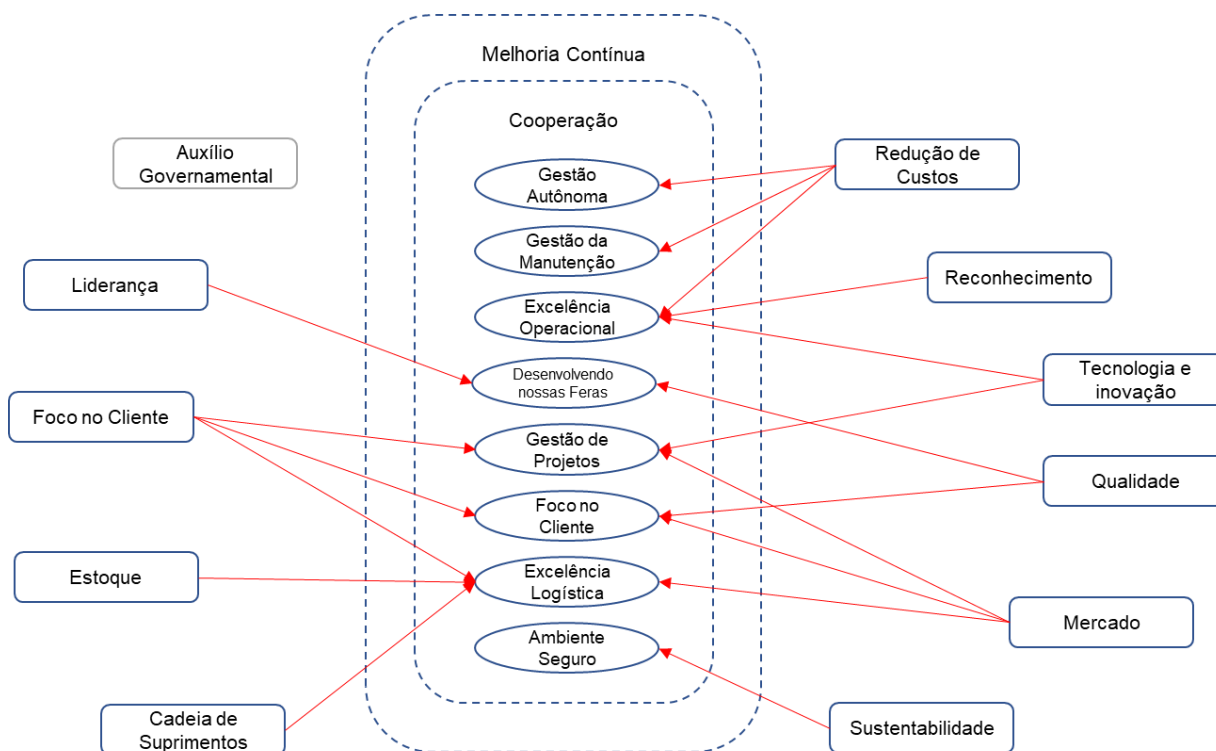 Melhoria Contínua
Cooperação
Auxílio
Governamental
Liderança
Foco no Cliente
Estoque
Cadeia de
Suprimentos
Gestão
Autônoma
Gestão da
Manutenção
Excelência
Operacional
Desenvolvendo
nossas Feras
Gestão de
Projetos
Foco no
Cliente
Excelência
Logística
Ambiente
Seguro
Redução de
Custos
Reconhecimento
Tecnologia e
inovação
Qualidade
Mercado
Sustentabilidade